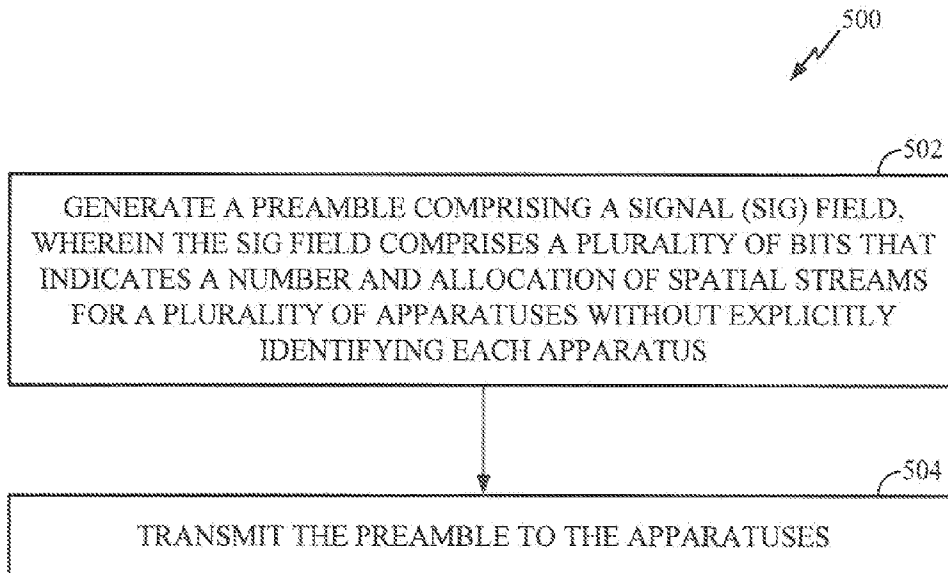 500
502
GENERATE A PREAMBLE COMPRISING A SIGNAL (SIG) FIELD,
WHEREIN THE SIG FIELD COMPRISES A PLURALITY OF BITS THAT
INDICATES A NUMBER AND ALLOCATION OF SPATIAL STREAMS
FOR A PLURALITY OF APPARATUSES WITHOUT EXPLICITLY
IDENTIFYING EACH APPARATUS
504
TRANSMIT THE PREAMBLE TO THE APPARATUSES